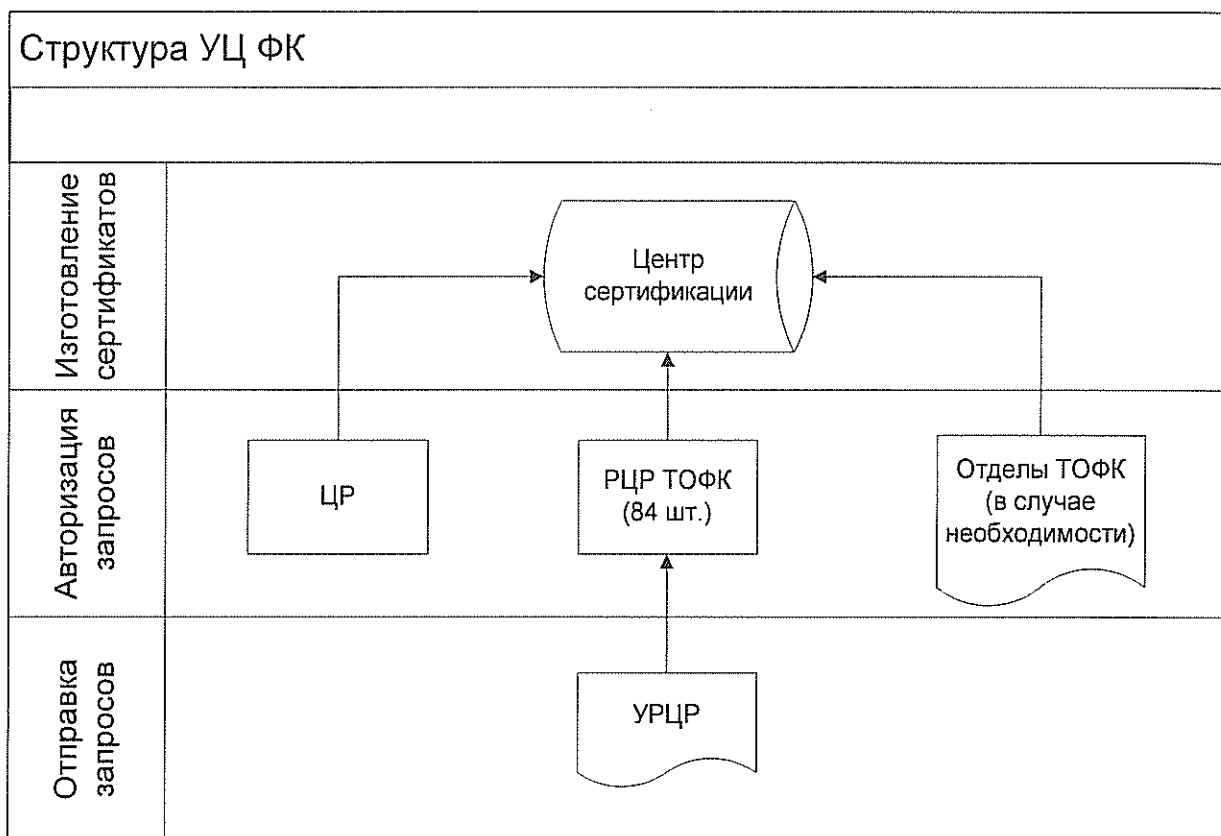 Структура УЦ ФК
Изготовление
сертификатов
Центр
сертификации
Авторизация
запросов
ЦР
РЦР ТОФК
(84 шт.)
Отделы ТОФК
(в случае
необходимости)
Отправка
запросов
УРЦР